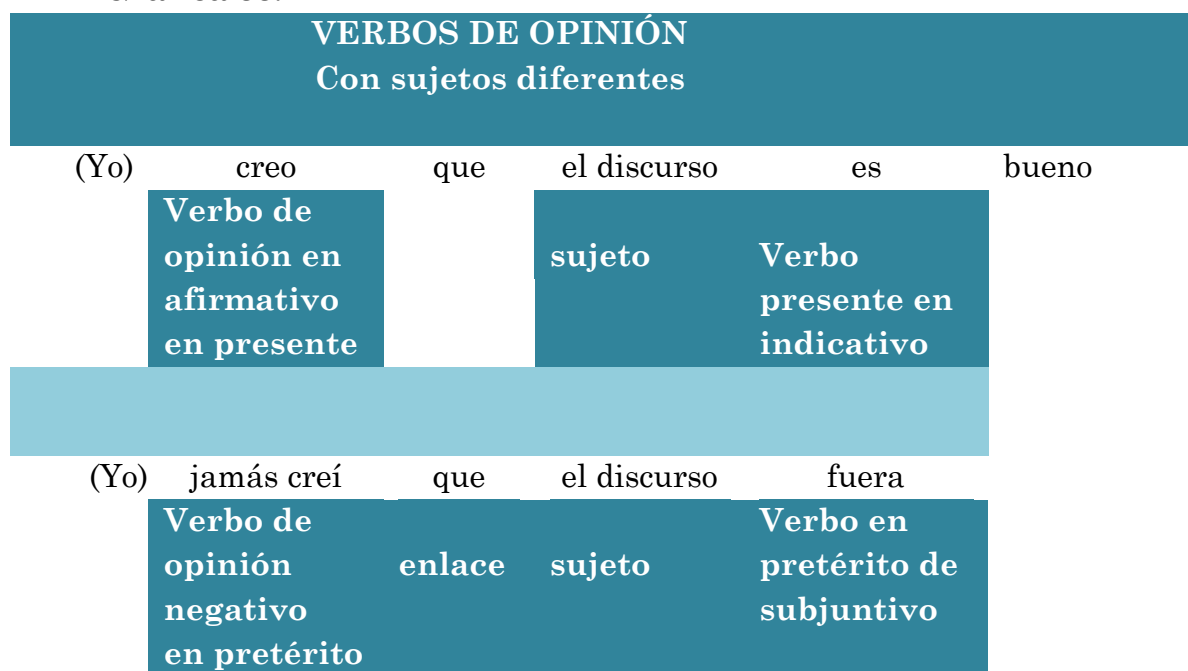 VERBOS DE OPINIÓN
Con sujetos diferentes
(Yo) creo que el discurso es bueno
Verbo de
opinión en sujeto Verbo
afirmativo presente en
en presente indicativo
(Yo) jamás creí que el discurso fuera
Verbo de Verbo en
opinión enlace sujeto pretérito de
negativo subjuntivo
en pretérito